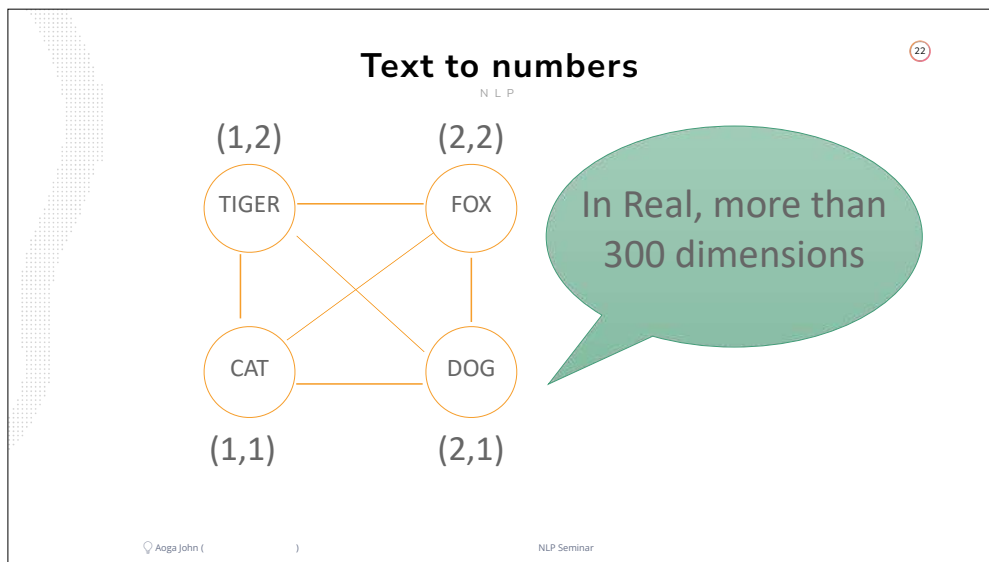 22
Text to numbers
NLP
(1,2)
(2,2)
TIGER
FOX
In Real, more than
300 dimensions
CAT
DOG
(1,1)
(2,1)
Aoga John ( )
NLP Seminar